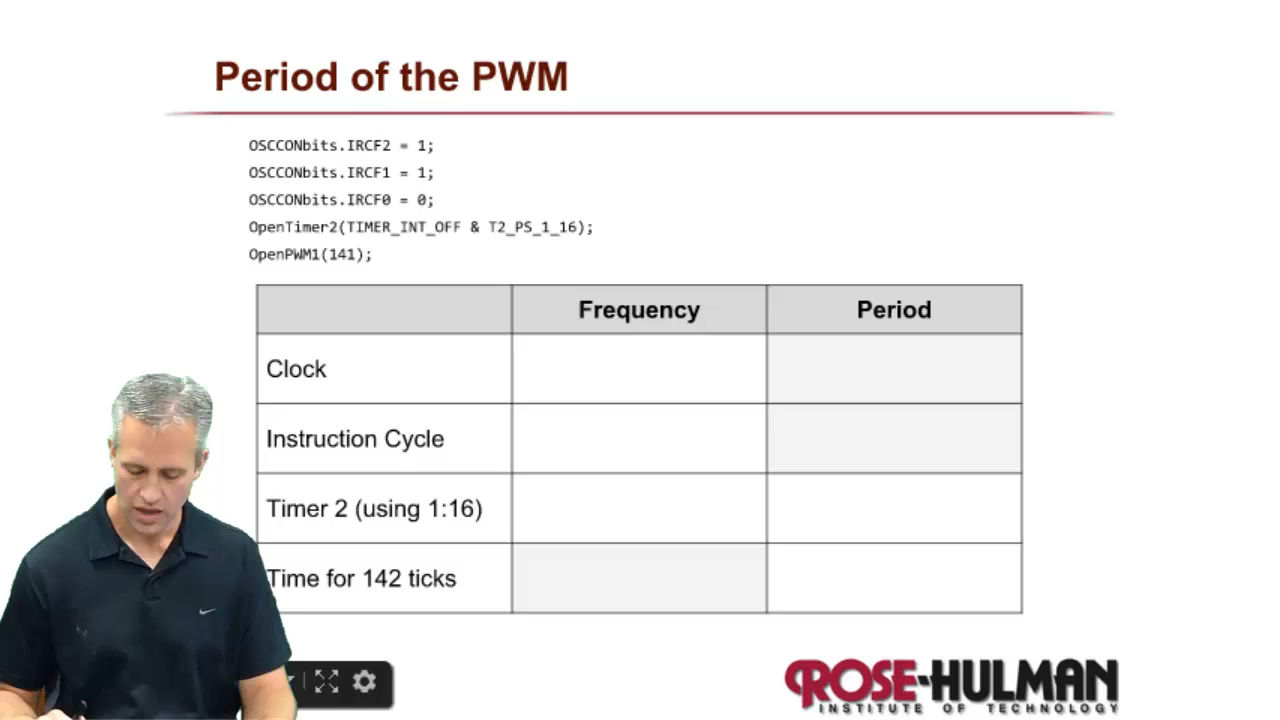 Period of the PWM
OSCCONbits.IRCF2 = 1;
OSCCONbits.IRCF1 = 1;
OSCCONbits.IRCF0 = 0;
OpenTimer2(TIMER_INT_OFF & T2_PS_1_16);
OpenPWM1(141);
Frequency Period
Clock
Instruction Cycle
Timer 2 (using 1:16)
Time for 142 ticks
ROSE-HULMAN
INSTITUTE OF TECHNOLOGY